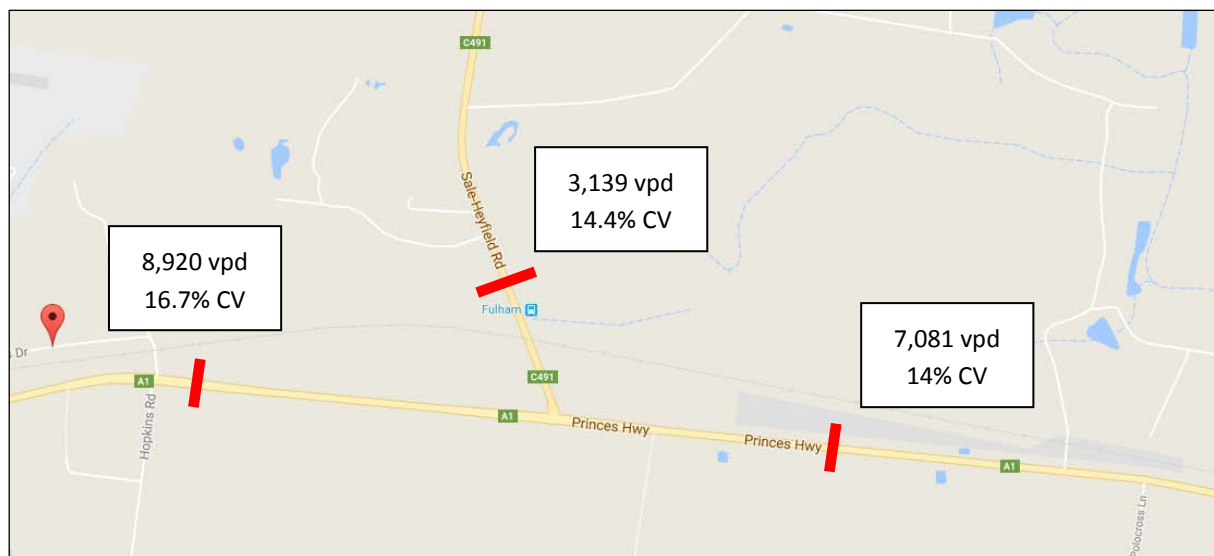 C491
Sale-Heyfield Rd
3,139 vpd
14.4% CV
8,920 vpd
16.7% CV
Fulham
7,081 vpd
14% CV
s Dr
A1
Hopkins Rd
C491
A1
Princes Hwy
Princes Hwy
A1
Polocross Ln